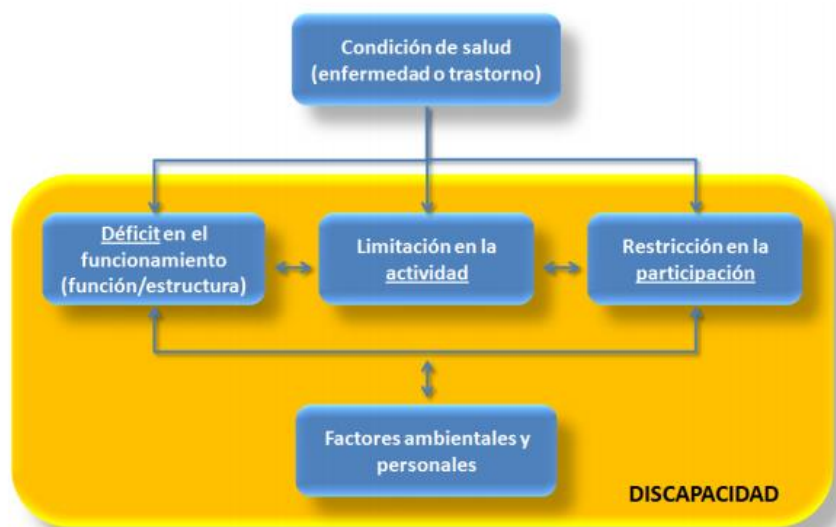 Condición de salud
(enfermedad o trastorno)
Déficit en el
funcionamiento
(función/estructura)
Limitación en la
actividad
Restricción en la
participación
Factores ambientales y
personales
DISCAPACIDAD